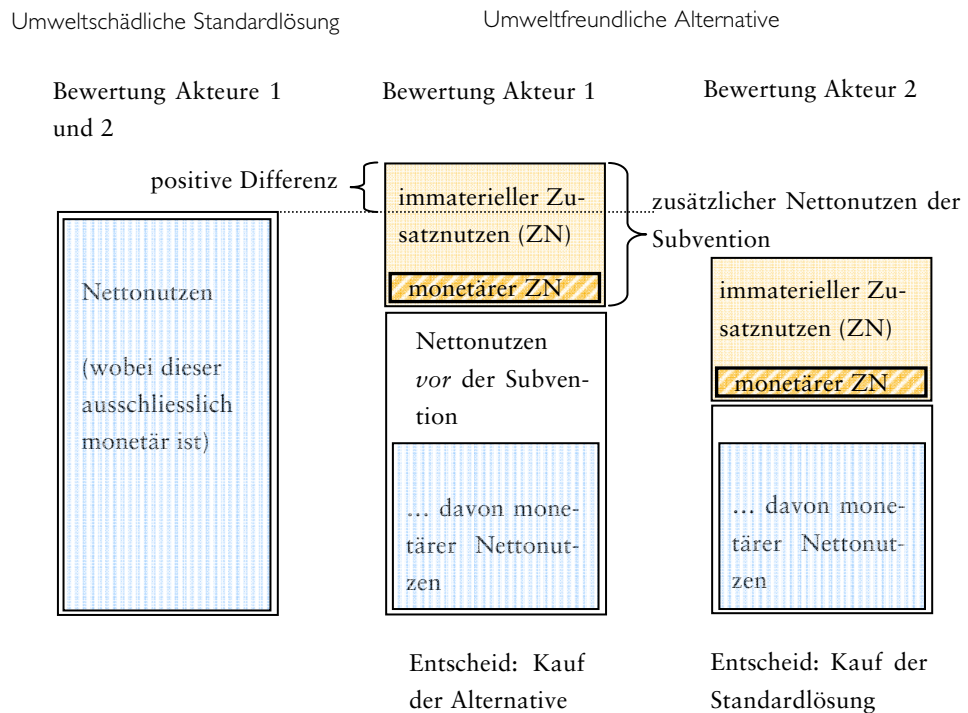 Umweltschädliche Standardlösung
Umweltfreundliche Alternative
Bewertung Akteure 1
und 2
Bewertung Akteur 1
Bewertung Akteur 2
positive Differenz
immaterieller Zu-
satznutzen (ZN)
monetärer ZN
zusätzlicher Nettonutzen der
Subvention
Nettonutzen
(wobei dieser
ausschliesslich
monetär ist)
Nettonutzen
vor der Subven-
tion
... davon mone-
tärer Nettonut-
zen
immaterieller Zu-
satznutzen (ZN)
monetärer ZN
... davon mone-
tärer Nettonut-
zen
Entscheid: Kauf
der Alternative
Entscheid: Kauf der
Standardlösung